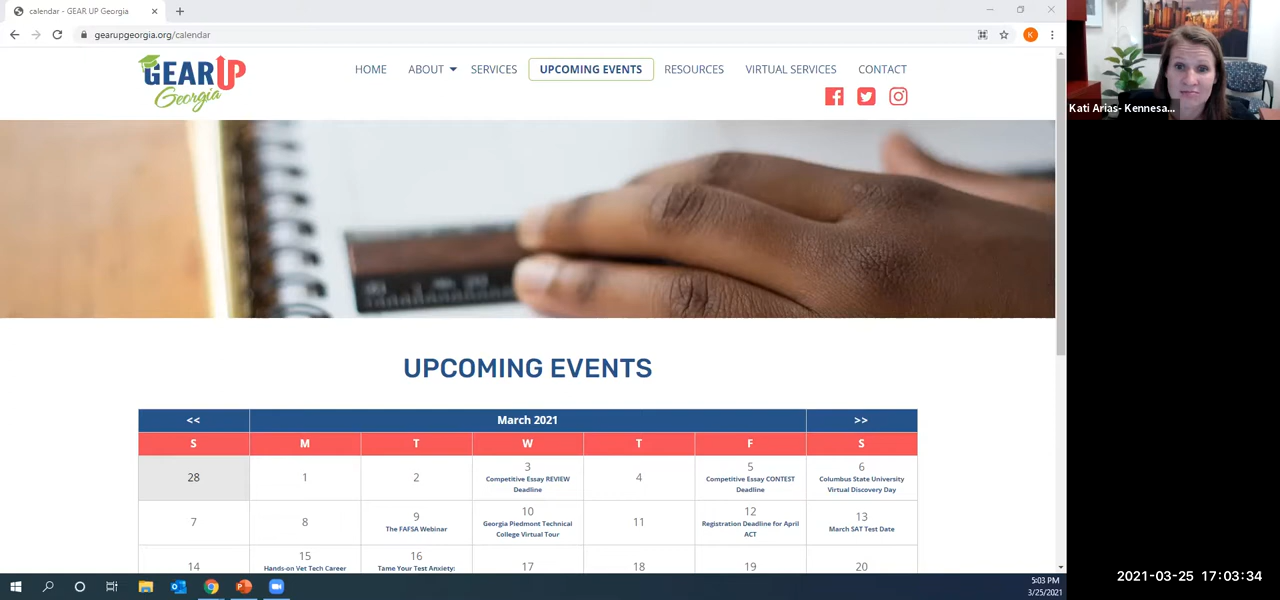 calendar - GEAR UP Georgia
gearupgeorgia.org/calendar
K
GEAR UP
Georgia
HOME ABOUT SERVICES UPCOMING EVENTS RESOURCES VIRTUAL SERVICES CONTACT
Kati Arias- Kennesa...
UPCOMING EVENTS
<< March 2021 >>
S M T W T F S
28 1 2 3 4 5 6
Competitive Essay REVIEW Competitive Essay CONTEST Columbus State University
Deadline Deadline Virtual Discovery Day
7 8 9 10 11 12 13
The FAFSA Webinar Georgia Piedmont Technical Registration Deadline for April March SAT Test Date
College Virtual Tour ACT
14 15 16 17 18 19 20
Hands-on Vet Tech Career Tame Your Test Anxiety:
5:03 PM
3/25/2021
2021-03-25 17:03:34